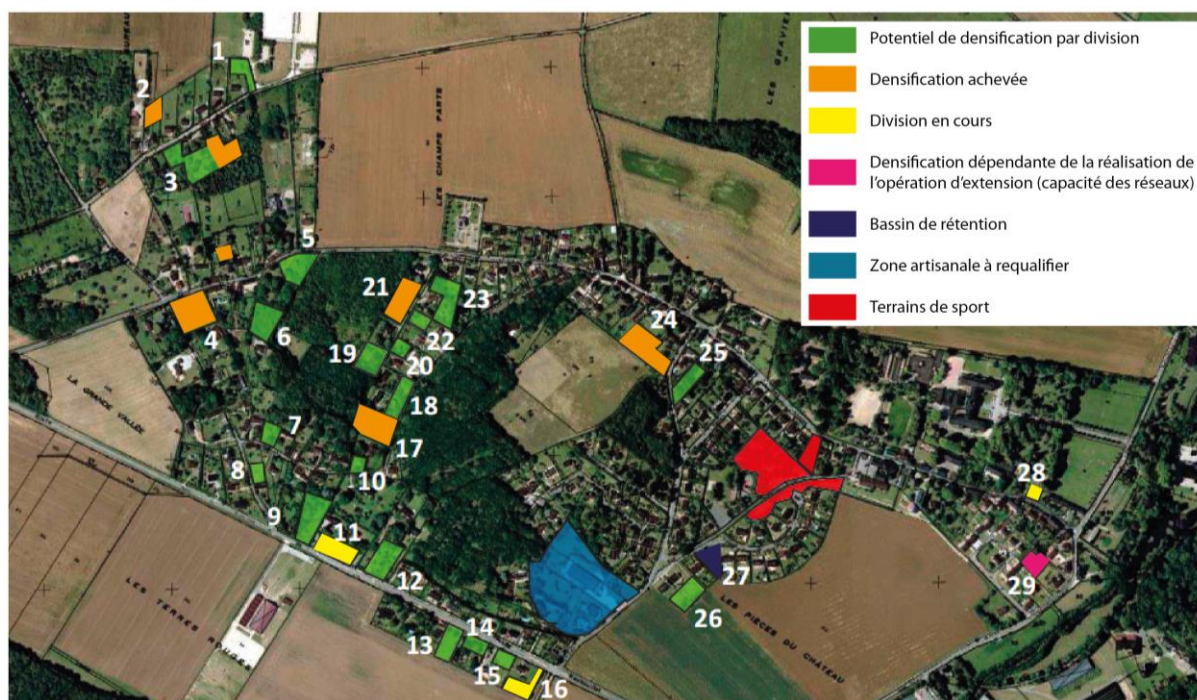 Potentiel de densification par division
Densification achevée
Division en cours
Densification dépendante de la réalisation de
l'opération d'extension (capacité des réseaux)
Bassin de rétention
Zone artisanale à requalifier
Terrains de sport
1
2
3
5
LES CHAMPS PARTS
21
23
4
6
22
24
19
20
25
LA GRANDE VALLÉE
18
7
17
8
10
28
9
11
12
27
29
LES TERRES
26
LES PIÈCES DU CHÂTEAU
13
14
15
16